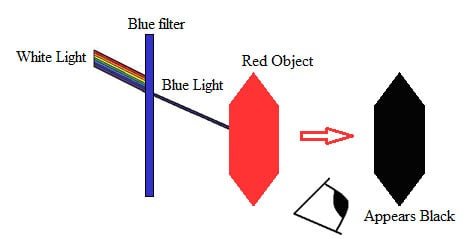 Blue filter
White Light
Blue Light
Red Object
Appears Black